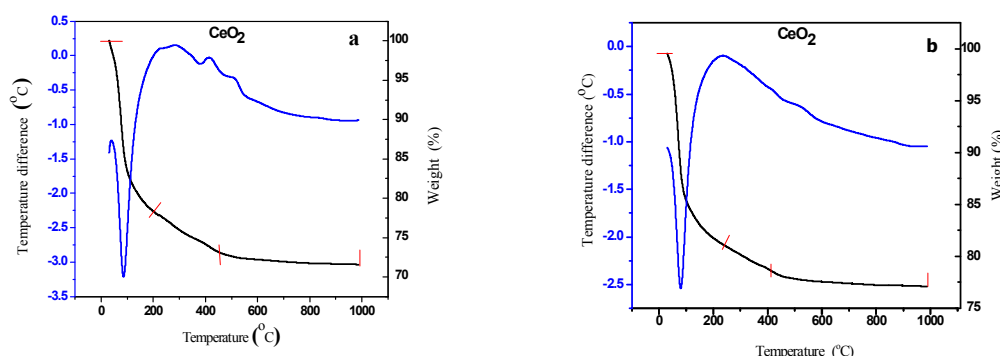 CeO2
a
0.5
0.0
-0.5
-1.0
-1.5
-2.0
-2.5
-3.0
-3.5
Temperature difference (°C)
100
95
90
85
80
75
70
Weight (%)
0 200 400 600 800 1000
Temperature (°C)
CeO2
b
0.0
-0.5
-1.0
-1.5
-2.0
-2.5
Temperature difference (°C)
100
95
90
85
80
75
Weight (%)
0 200 400 600 800 1000
Temperature (°C)